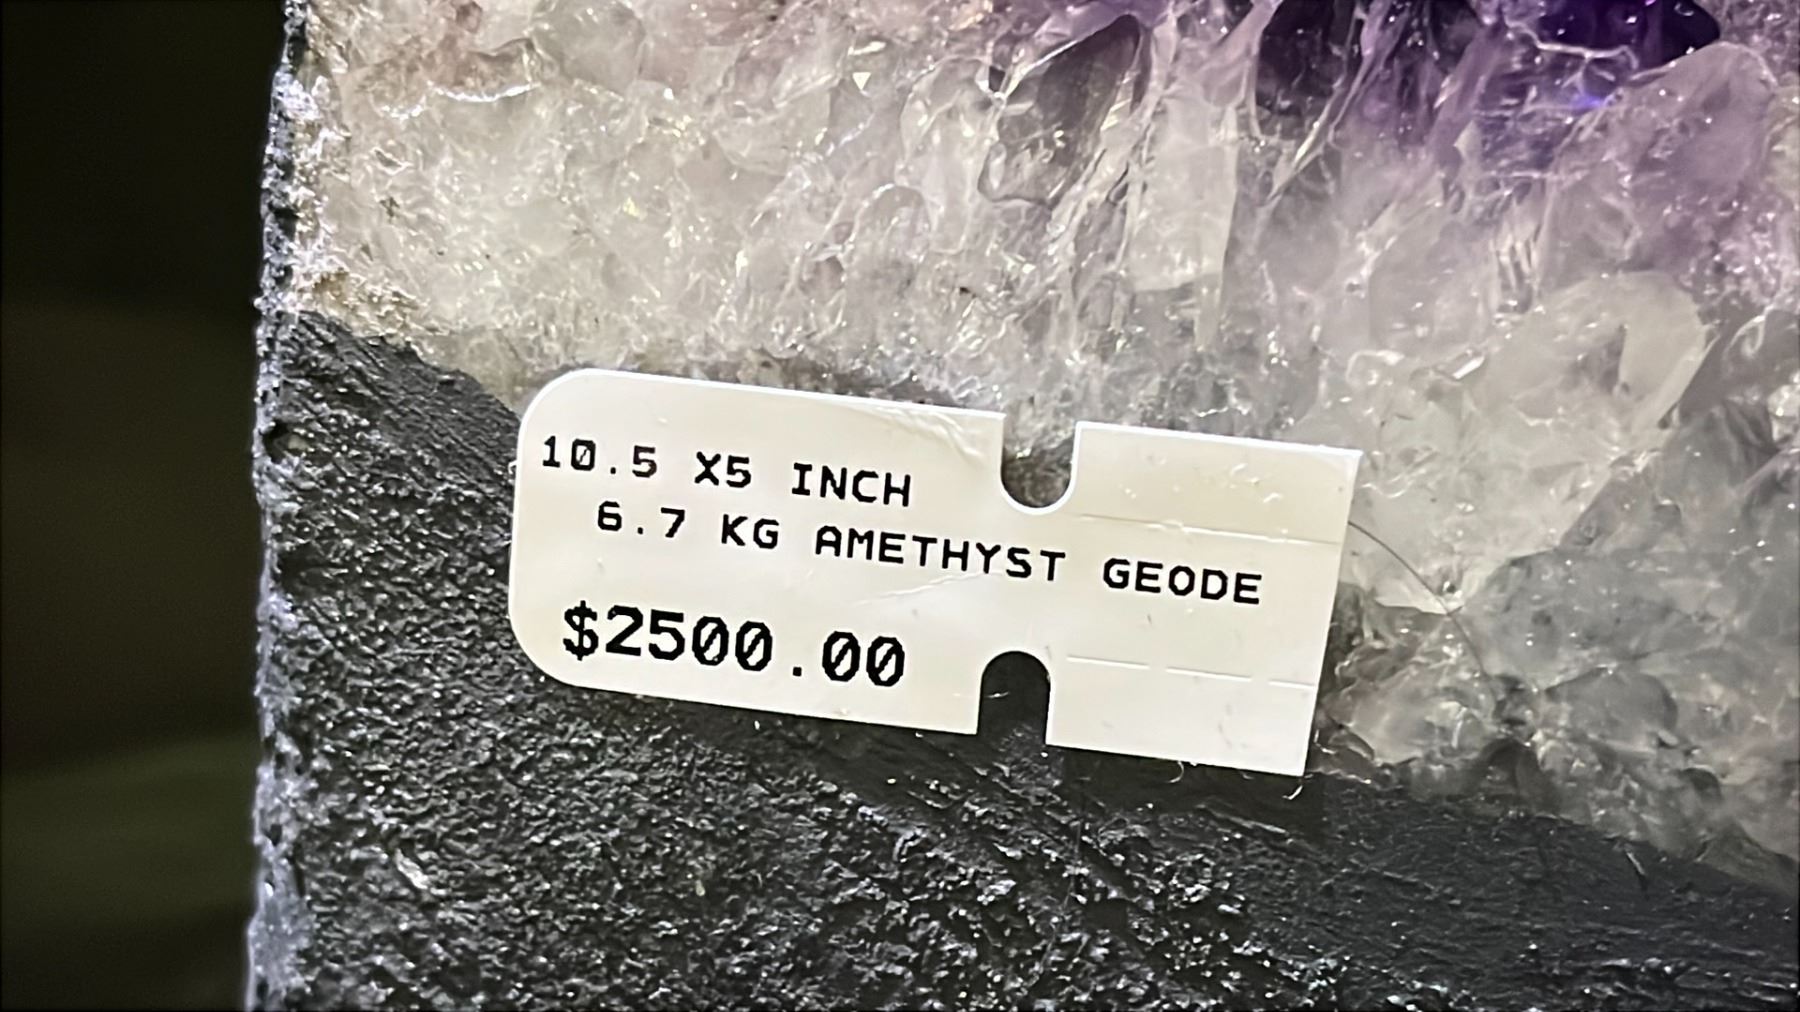 10.5 X5 INCH
6.7 KG AMETHYST GEODE
$2500.00